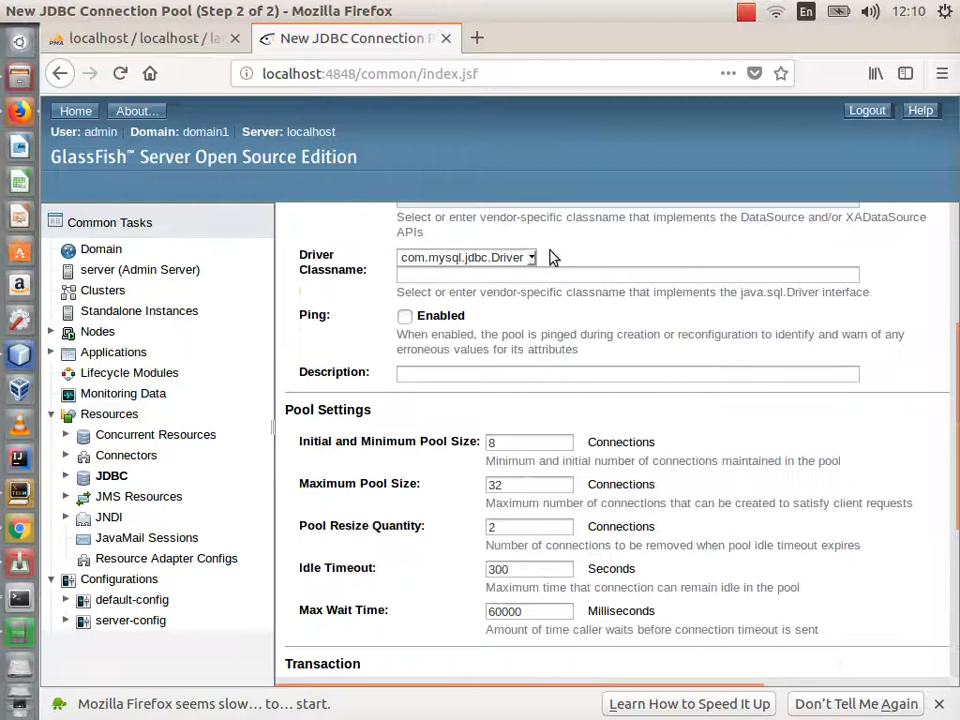 New JDBC Connection Pool (Step 2 of 2) - Mozilla Firefox
En
12:10
PMA
localhost / localhost / la
New JDBC Connection P
localhost:4848/common/index.jsf
Home
About...
Logout
Help
User: admin
Domain: domain1
Server: localhost
GlassFish™ Server Open Source Edition
Common Tasks
Domain
server (Admin Server)
Clusters
Standalone Instances
Nodes
Applications
Lifecycle Modules
Monitoring Data
Resources
Concurrent Resources
Connectors
JDBC
JMS Resources
JNDI
JavaMail Sessions
Resource Adapter Configs
Configurations
default-config
server-config
Select or enter vendor-specific classname that implements the DataSource and/or XADataSource
APIs
Driver
Classname:
com.mysql.jdbc.Driver
Select or enter vendor-specific classname that implements the java.sql.Driver interface.
Ping:
Enabled
When enabled, the pool is pinged during creation or reconfiguration to identify and warn of any
erroneous values for its attributes
Description:
Pool Settings
Initial and Minimum Pool Size: 8 Connections
Minimum and initial number of connections maintained in the pool
Maximum Pool Size: 32 Connections
Maximum number of connections that can be created to satisfy client requests
Pool Resize Quantity: 2 Connections
Number of connections to be removed when pool idle timeout expires
Idle Timeout: 300 Seconds
Maximum time that connection can remain idle in the pool
Max Wait Time: 60000 Milliseconds
Amount of time caller waits before connection timeout is sent
Transaction
Mozilla Firefox seems slow… to… start.
Learn How to Speed It Up
Don't Tell Me Again